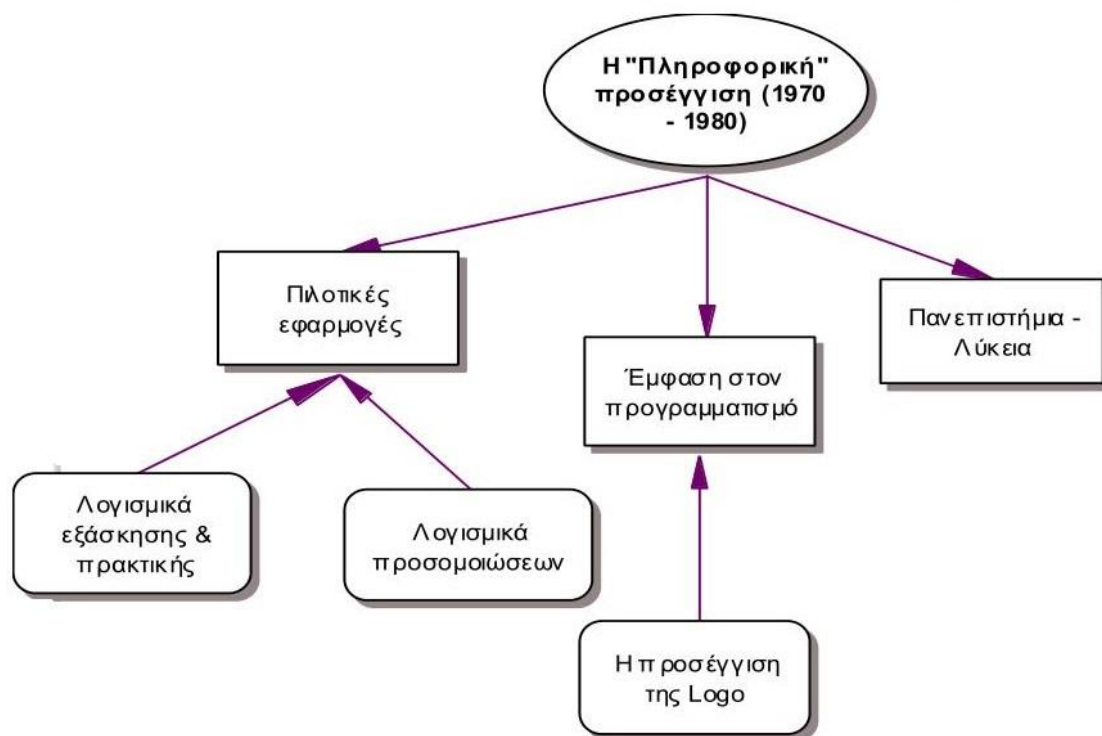 Η "Πληροφορική"
προσέγγιση (1970
- 1980)
Πιλοτικές
εφαρμογές
Έμφαση στον
προγραμματισμό
Πανεπιστήμια -
Λύκεια
Λογισμικά
εξάσκησης &
πρακτικής
Λογισμικά
προσομοιώσεων
Η προσέγγιση
της Logo